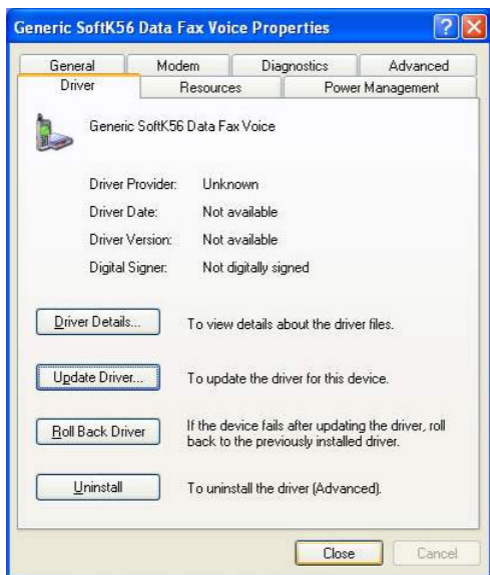 Generic SoftK56 Data Fax Voice Properties
?
X
General
Modem
Diagnostics
Advanced
Driver
Resources
Power Management
Generic SoftK56 Data Fax Voice
Driver Provider: Unknown
Driver Date: Not available
Driver Version: Not available
Digital Signer: Not digitally signed
Driver Details...
To view details about the driver files.
Update Driver...
To update the driver for this device.
Roll Back Driver
If the device fails after updating the driver, roll
back to the previously installed driver.
Uninstall
To uninstall the driver (Advanced).
Close
Cancel